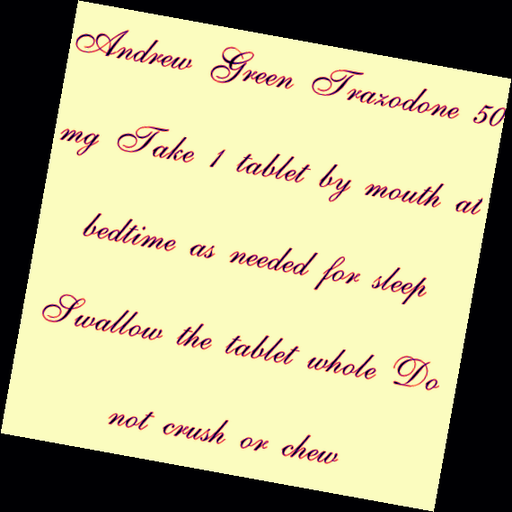 Andrew Green Trazodone 50
mg Take 1 tablet by mouth at
bedtime as needed for sleep
Swallow the tablet whole Do
not crush or chew